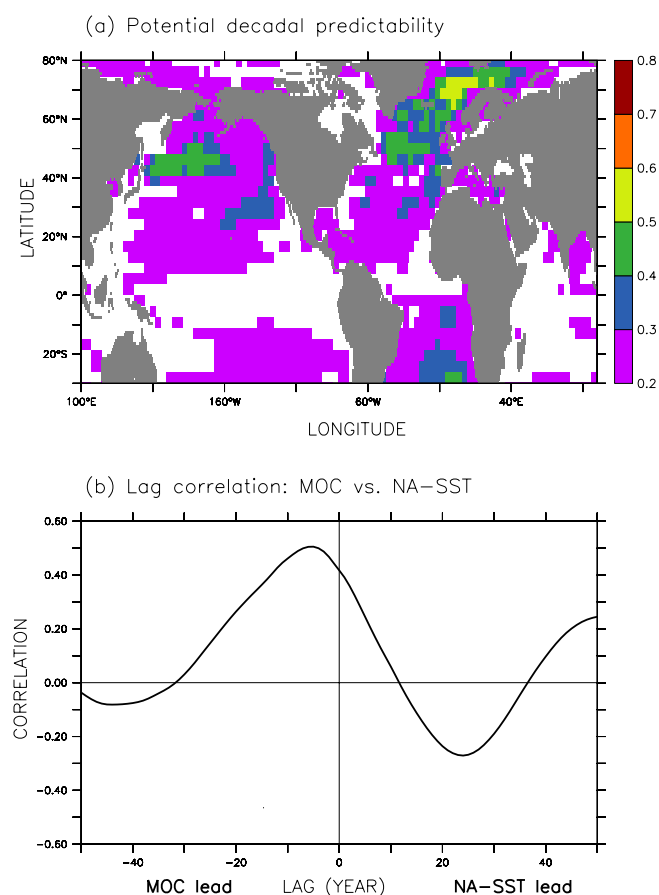 (a) Potential decadal predictability
80°N
60°N
40°N
20°N
0°
20°S
LATITUDE
100°E
160°W
60°W
40°E
LONGITUDE
0.8
0.7
0.6
0.5
0.4
0.3
0.2
(b) Lag correlation: MOC vs. NA-SST
0.60
0.40
0.20
0.00
-0.20
-0.40
-0.60
CORRELATION
-40
-20
0
20
40
MOC lead
LAG (YEAR)
NA-SST lead